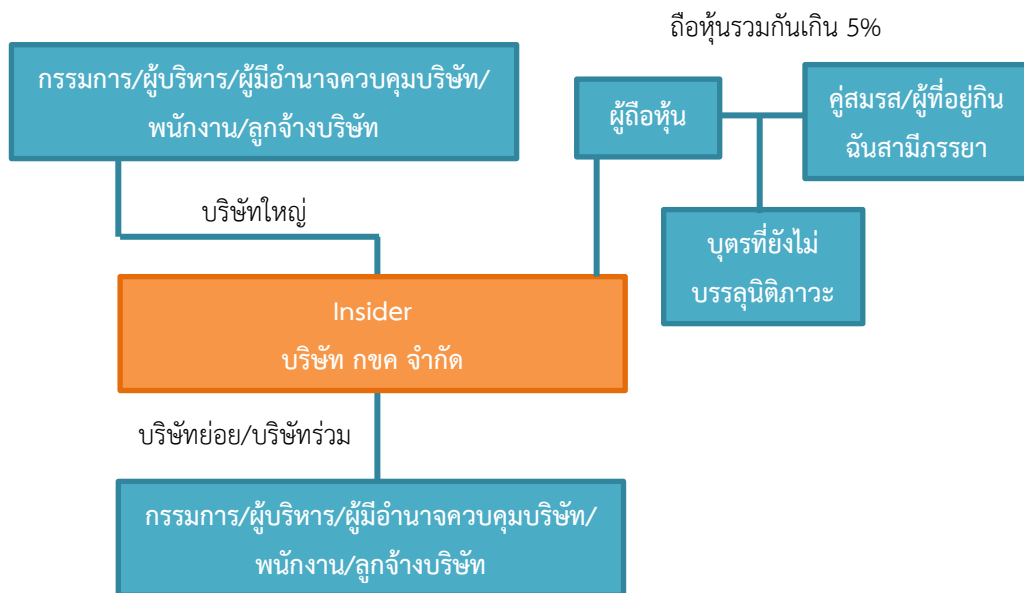 ถือหุ้นรวมกันเกิน 5%
กรรมการ/ผู้บริหาร/ผู้มีอำนาจควบคุมบริษัท/
พนักงาน/ลูกจ้างบริษัท
ผู้ถือหุ้น
คู่สมรส/ผู้ที่อยู่กิน
ฉันสามีภรรยา
บริษัทใหญ่
บุตรที่ยังไม่
บรรลุนิติภาวะ
Insider
บริษัท กขค จำกัด
บริษัทย่อย/บริษัทร่วม
กรรมการ/ผู้บริหาร/ผู้มีอำนาจควบคุมบริษัท/
พนักงาน/ลูกจ้างบริษัท